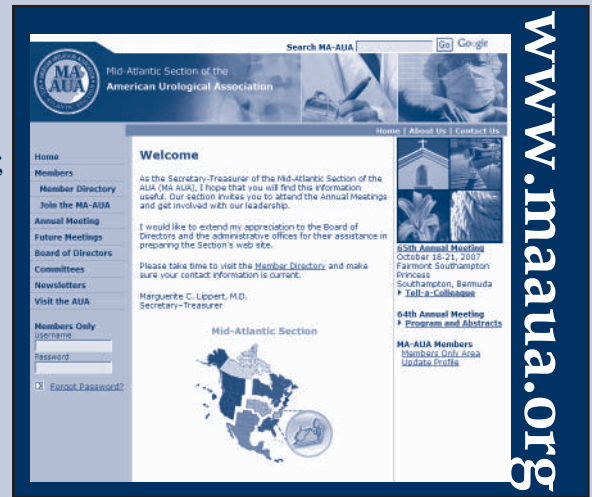 Search MA-AUA Go Google
MA
AUA
Mid-Atlantic Section of the
American Urological Association
Home | About Us | Contact Us
Home
Members
Member Directory
Join the MA-AUA
Annual Meeting
Future Meetings
Board of Directors
Committees
Newsletters
Visit the AUA
Members Only
Username
Password
Forgot Password?
Welcome
As the Secretary-Treasurer of the Mid-Atlantic Section of the
AUA (MA AUA), I hope that you will find this information
useful. Our section invites you to attend the Annual Meetings
and get involved with our leadership.
I would like to extend my appreciation to the Board of
Directors and the administrative offices for their assistance in
preparing the Section's web site.
Please take time to visit the Member Directory and make
sure your contact information is current.
Marguerite C. Lippert, M.D.
Secretary-Treasurer
Mid-Atlantic Section
65th Annual Meeting
October 18-21, 2007
Fairmont Southampton
Princess
Southampton, Bermuda
Tell-a-Colleague
64th Annual Meeting
Program and Abstracts
MA-AUA Members
Members Only Area
Update Profile
www.maaua.org